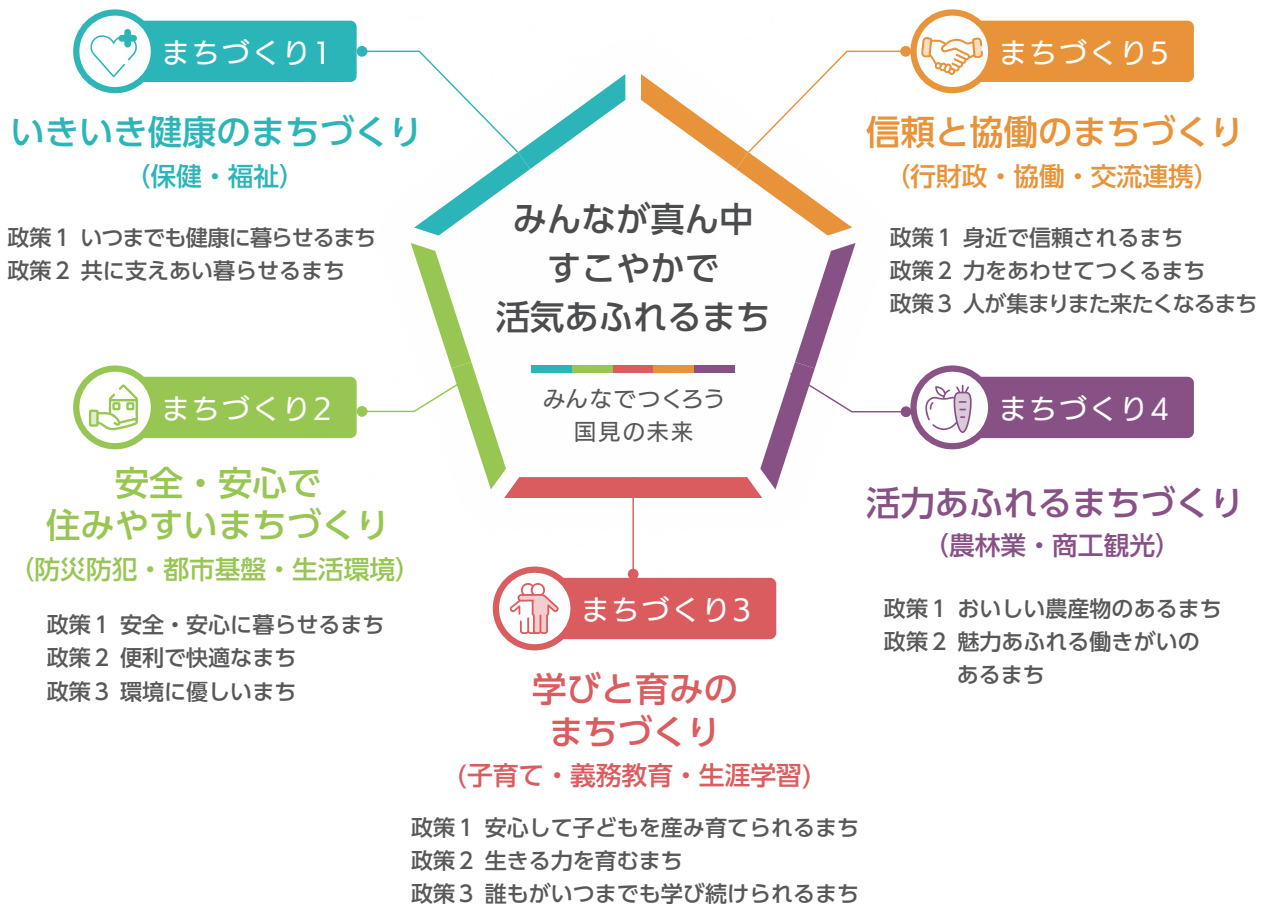 まちづくり1
いきいき健康のまちづくり
(保健・福祉)
政策1 いつまでも健康に暮らせるまち
政策2 共に支えあい暮らせるまち
まちづくり2
安全・安心で
住みやすいまちづくり
(防災防犯・都市基盤・生活環境)
政策1 安全・安心に暮らせるまち
政策2 便利で快適なまち
政策3 環境に優しいまち
みんなが真ん中
すこやかで
活気あふれるまち
みんなでつくろう
国見の未来
まちづくり3
学びと育みの
まちづくり
(子育て・義務教育・生涯学習)
政策1 安心して子どもを産み育てられるまち
政策2 生きる力を育むまち
政策3 誰もがいつまでも学び続けられるまち
まちづくり5
信頼と協働のまちづくり
(行財政・協働・交流連携)
政策1 身近で信頼されるまち
政策2 力をあわせてつくるまち
政策3 人が集まりまた来たくなるまち
まちづくり4
活力あふれるまちづくり
(農林業・商工観光)
政策1 おいしい農産物のあるまち
政策2 魅力あふれる働きがいの
あるまち